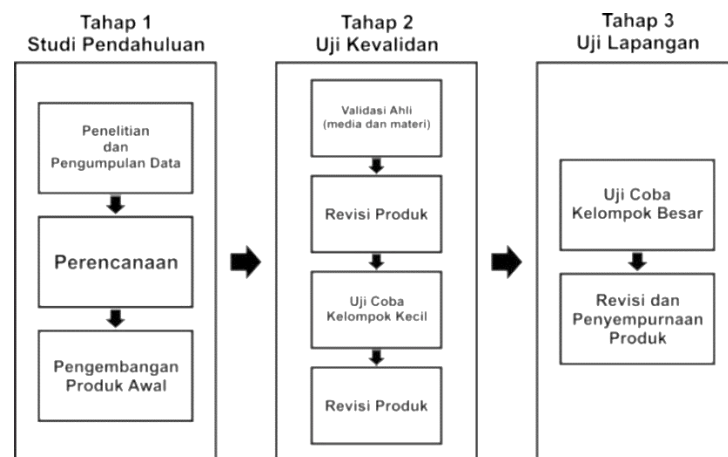 Tahap 1
Studi Pendahuluan
Penelitian
dan
Pengumpulan Data
Perencanaan
Pengembangan
Produk Awal
Tahap 2
Uji Kevalidan
Validasi Ahli
(media dan materi)
Revisi Produk
Uji Coba
Kelompok Kecil
Revisi Produk
Tahap 3
Uji Lapangan
Uji Coba
Kelompok Besar
Revisi dan
Penyempurnaan
Produk